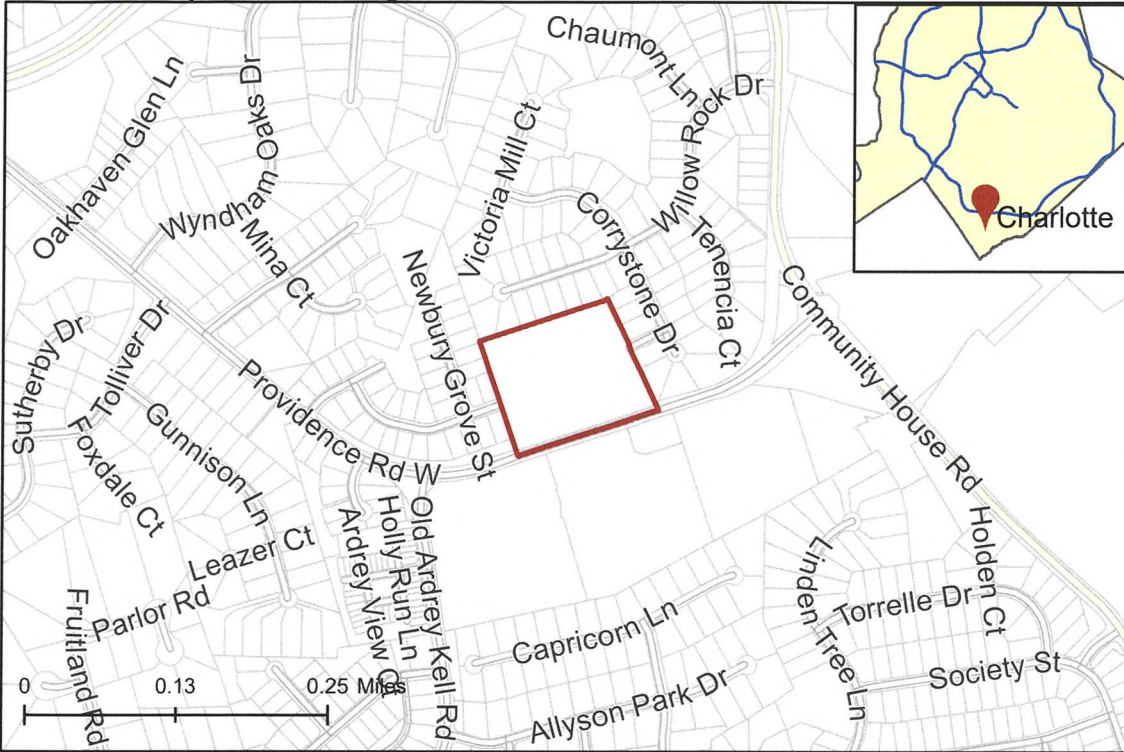 Chaumont Ln
Willow Rock Dr
Oakhaven Glen Ln
Wyndham Oaks Dr
Victoria Mill Ct
Corrystone Dr
Tenencia Ct
Mina Ct
Newbury Grove St
Charlotte
Community House Rd
Sutherby Dr
Tolliver Dr
Providence Rd W
Gunnison Ln
Foxdale Ct
Leazer Ct
Parlor Rd
Fruitland Rd
Ardrey View Ct
Holly Run Ln
Old Ardrey Kell Rd
Capricorn Ln
Allyson Park Dr
Linden Tree Ln
Torrelle Dr
Holden Ct
Society St
0 0.13 0.25 Miles